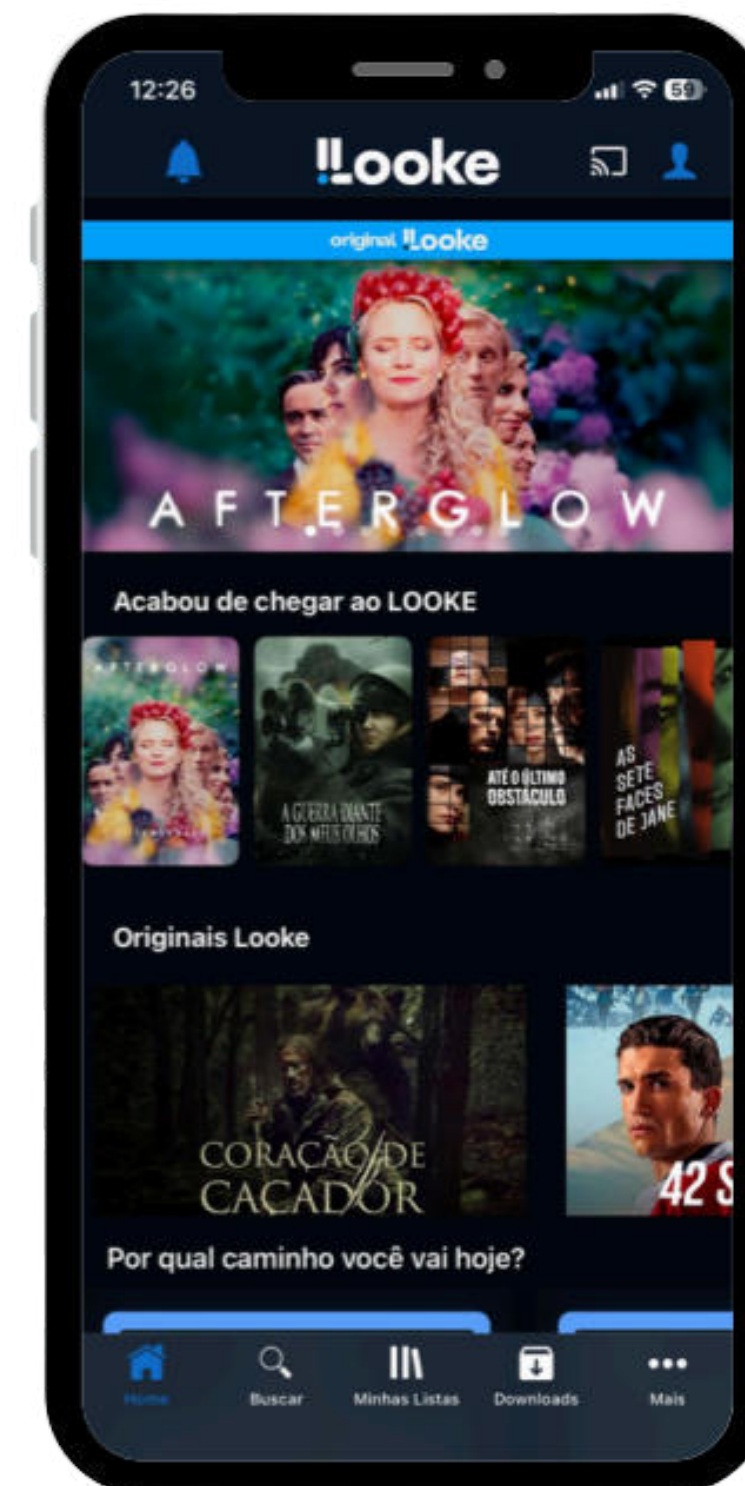 12:26
59
Looke
original Looke
AFTERGLOW
Acabou de chegar ao LOOKE
AFTERGLOW
A GUERRA DIANTE
DOS MEUS OLHOS
ATÉ O ÚLTIMO
OBSTÁCULO
AS
SETE
FACES
DE JANE
Originais Looke
CORAÇÃO DE
CAÇADOR
42 S
Por qual caminho você vai hoje?
Home
Buscar
Minhas Listas
Downloads
Mais